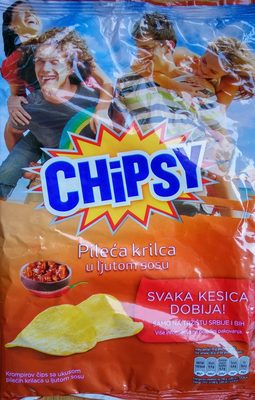 CHiPSY
Pileća krilca
u ljutom sosu
SVAKA KESICA
DOBIJA!
SAMO NA TRŽIŠTU SRBIJE I BIH
Krompirov čips sa ukusom
pilećih krilaca u ljutom sosu